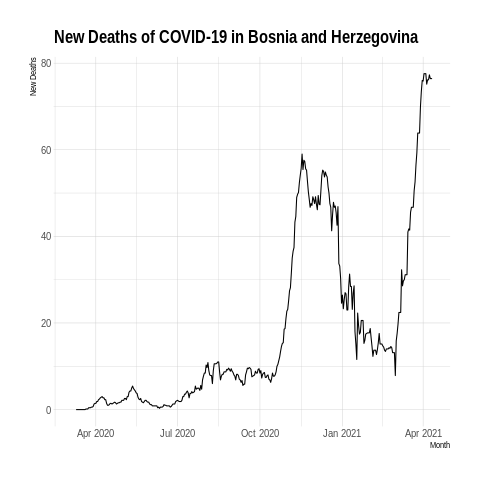 New Deaths of COVID-19 in Bosnia and Herzegovina
New Deaths
80
60
40
20
0
Apr 2020
Jul 2020
Oct 2020
Jan 2021
Apr 2021
Month